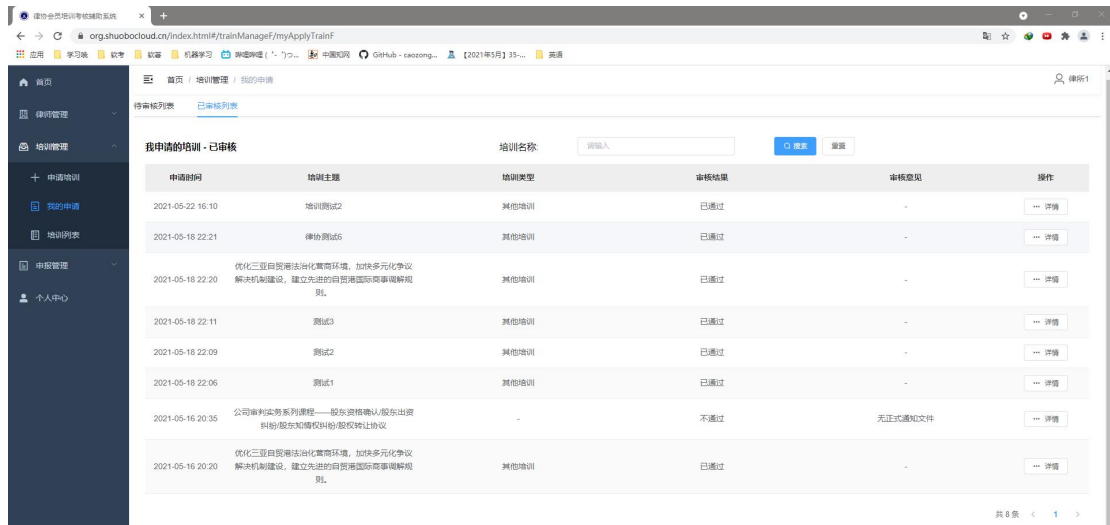 律协会员培训考核辅助系统
org.shuobocloud.cn/index.html#/trainManageF/myApplyTrainF
应用 学习唤 软考 软著 机器学习 哔哩哔哩 ( ゜- ゜)つ... 中国知网 GitHub - caozong... 【2021年5月】35-... 英语
首页 首页 / 培训管理 / 我的申请 律所1
待审核列表 已审核列表
律师管理
培训管理 我申请的培训 - 已审核 培训名称: 请输入 搜索 重置
申请培训 申请时间 培训主题 培训类型 审核结果 审核意见 操作
我的申请 2021-05-22 16:10 培训测试2 其他培训 已通过 - ··· 详情
培训列表 2021-05-18 22:21 律协测试6 其他培训 已通过 - ··· 详情
申报管理 优化三亚自贸港法治化营商环境，加快多元化争议
2021-05-18 22:20 解决机制建设，建立先进的自贸港国际商事调解规 其他培训 已通过 - ··· 详情
则。
个人中心
2021-05-18 22:11 测试3 其他培训 已通过 - ··· 详情
2021-05-18 22:09 测试2 其他培训 已通过 - ··· 详情
2021-05-18 22:06 测试1 其他培训 已通过 - ··· 详情
公司审判实务系列课程——股东资格确认/股东出资
2021-05-16 20:35 纠纷/股东知情权纠纷/股权转让协议 - 不通过 无正式通知文件 ··· 详情
优化三亚自贸港法治化营商环境，加快多元化争议
2021-05-16 20:20 解决机制建设，建立先进的自贸港国际商事调解规 其他培训 已通过 - ··· 详情
则。
共 8 条 < 1 >